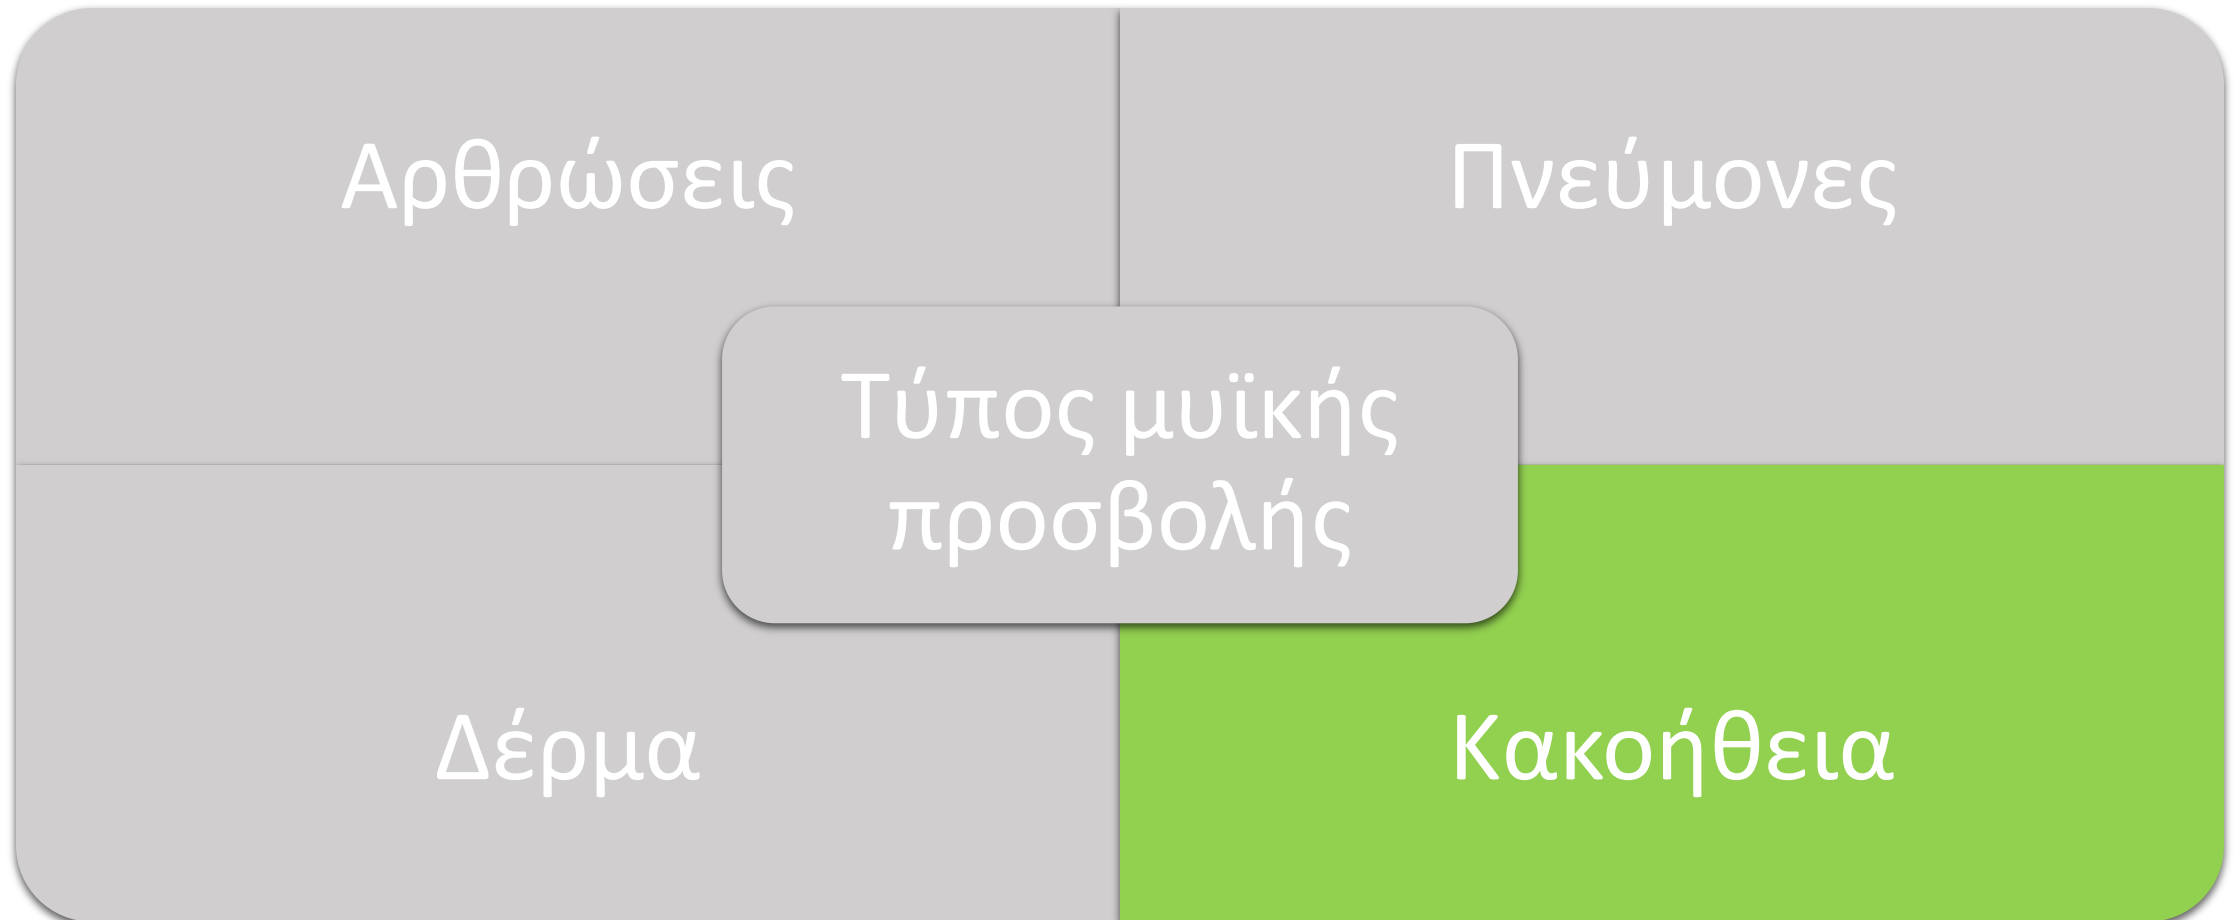 Αρθρώσεις
Πνεύμονες
Τύπος μυϊκής
προσβολής
Δέρμα
Κακοήθεια